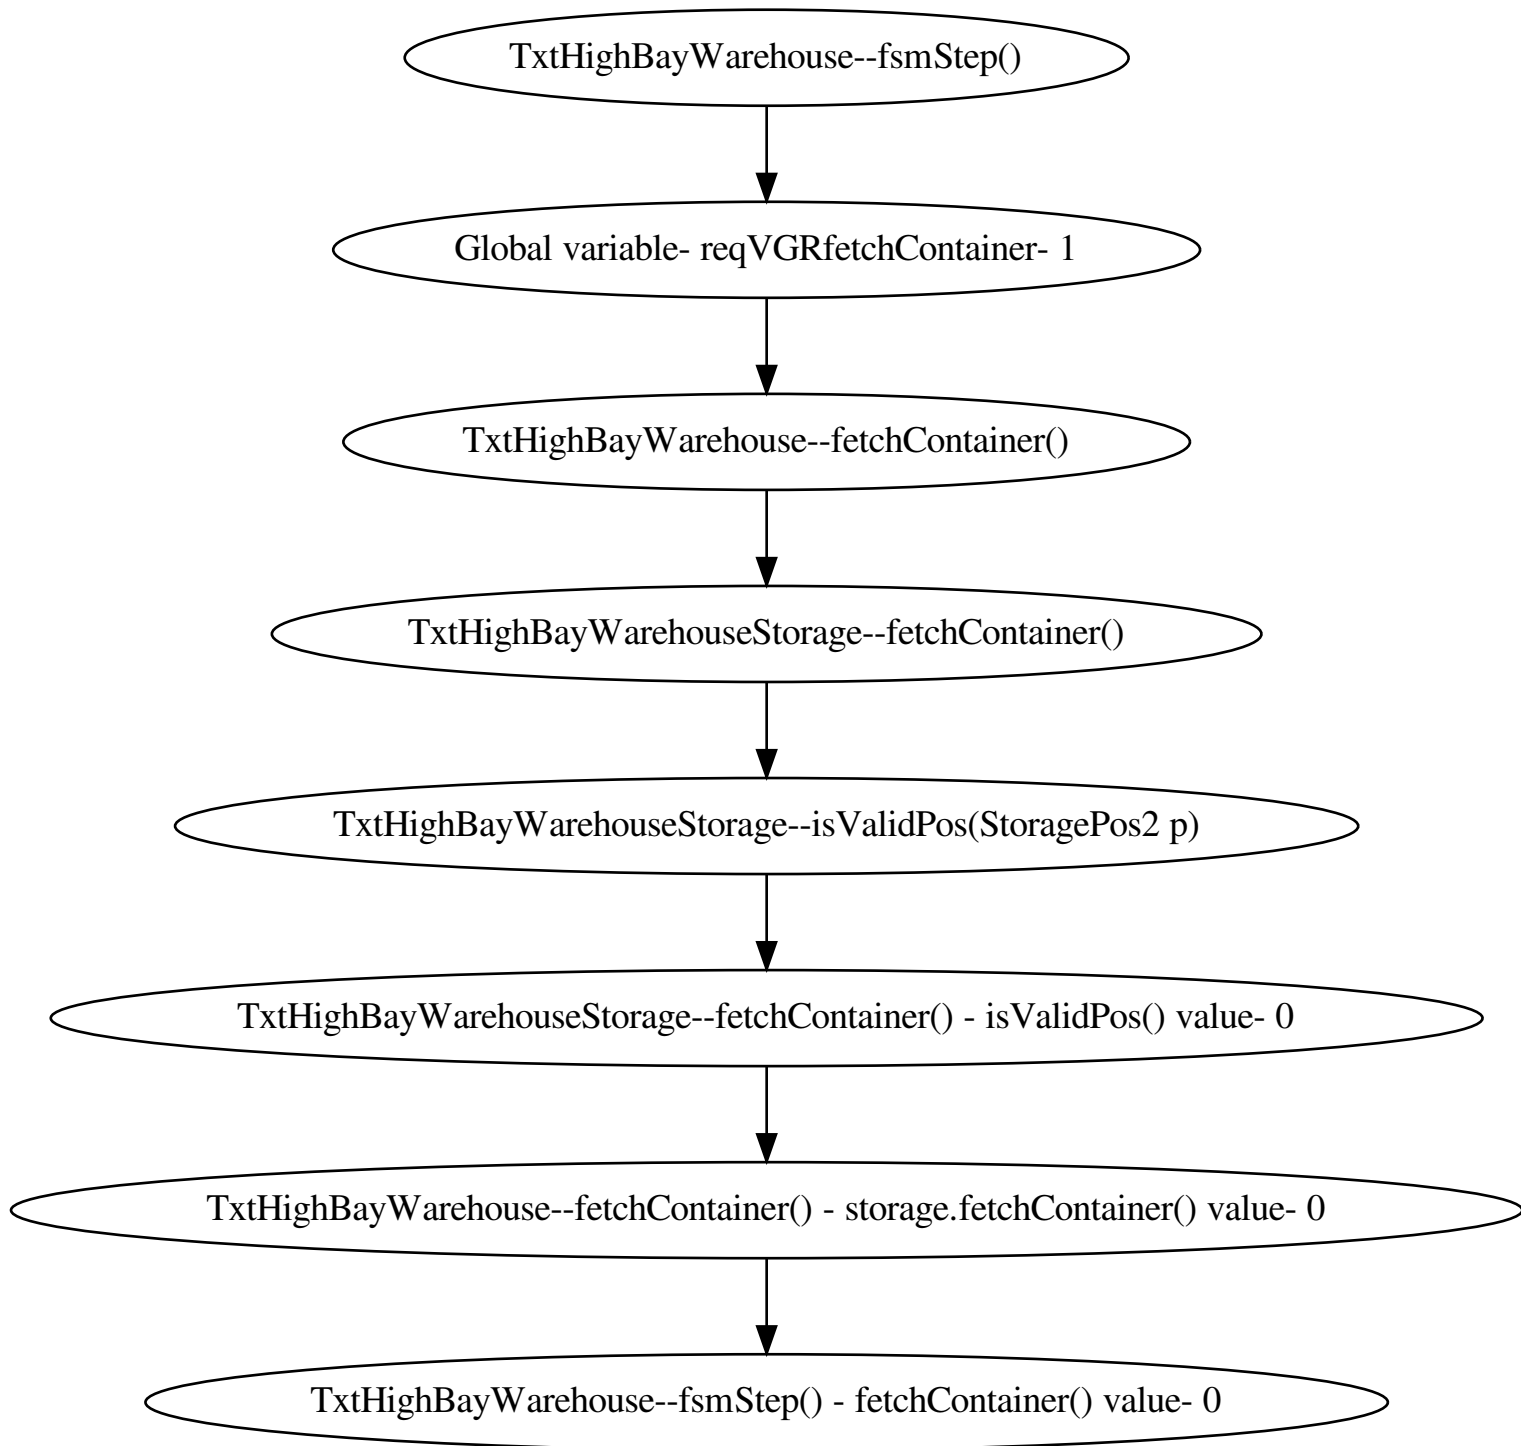 TxtHighBayWarehouse--fsmStep()
Global variable- reqVGRfetchContainer- 1
TxtHighBayWarehouse--fetchContainer()
TxtHighBayWarehouseStorage--fetchContainer()
TxtHighBayWarehouseStorage--isValidPos(StoragePos2 p)
TxtHighBayWarehouseStorage--fetchContainer() - isValidPos() value- 0
TxtHighBayWarehouse--fetchContainer() - storage.fetchContainer() value- 0
TxtHighBayWarehouse--fsmStep() - fetchContainer() value- 0